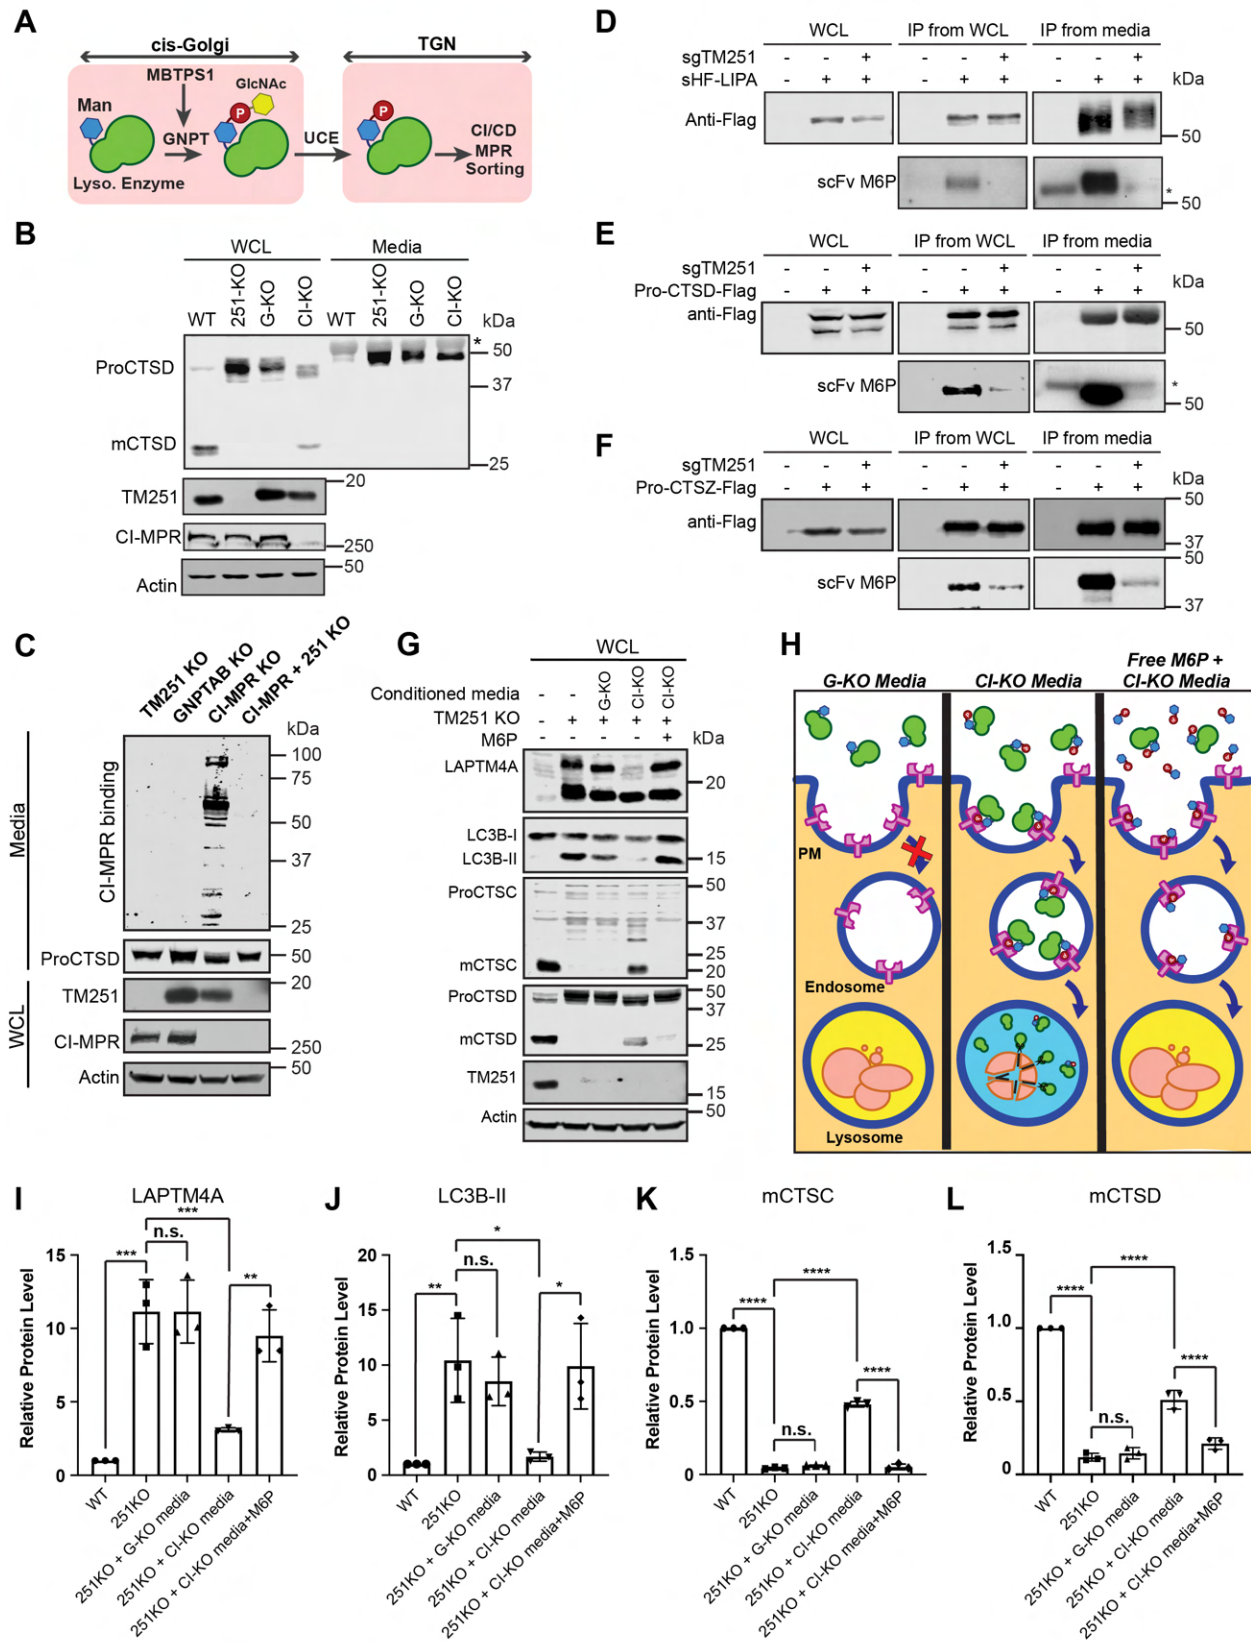 A
cis-Golgi
TGN
MBTPS1
GlcNAc
Man
P
P
GNPT
UCE
CI/CD
MPR
Sorting
Lyso. Enzyme
B
WCL
Media
WT
251-KO
G-KO
CI-KO
WT
251-KO
G-KO
CI-KO
kDa
*
ProCTSD
50
37
mCTSD
25
TM251
20
CI-MPR
250
50
Actin
C
TM251 KO
GNPTAB KO
CI-MPR KO
CI-MPR + 251 KO
kDa
Media
CI-MPR binding
100
75
50
37
25
ProCTSD
50
WCL
TM251
20
CI-MPR
250
Actin
50
D
WCL
IP from WCL
IP from media
sgTM251 - - + - - + - - +
sHF-LIPA - + + - + + - + + kDa
Anti-Flag
50
scFv M6P
*
50
E
WCL
IP from WCL
IP from media
sgTM251 - - + - - + - - +
kDa
Pro-CTSD-Flag - + + - + + - + +
anti-Flag
50
scFv M6P
*
50
F
WCL
IP from WCL
IP from media
sgTM251 - - + - - + - - +
kDa
Pro-CTSZ-Flag - + + - + + - + +
50
anti-Flag
37
50
scFv M6P
37
G
WCL
Conditioned media - - G-KO CI-KO CI-KO
TM251 KO - + + + +
M6P - - - - + kDa
LAPTM4A
20
LC3B-I
LC3B-II
15
ProCTSC
50
37
25
mCTSC
20
ProCTSD
50
37
mCTSD
25
TM251
15
Actin
50
H
G-KO Media
CI-KO Media
Free M6P +
CI-KO Media
PM
Endosome
Lysosome
I
LAPTM4A
Relative Protein Level
15
10
5
0
***
n.s.
***
**
WT
251KO
251KO + G-KO media
251KO + CI-KO media
251KO + CI-KO media+M6P
J
LC3B-II
Relative Protein Level
20
15
10
5
0
**
n.s.
*
*
WT
251KO
251KO + G-KO media
251KO + CI-KO media
251KO + CI-KO media+M6P
K
mCTSC
Relative Protein Level
1.5
1.0
0.5
0
****
n.s.
****
****
WT
251KO
251KO + G-KO media
251KO + CI-KO media
251KO + CI-KO media+M6P
L
mCTSD
Relative Protein Level
1.5
1.0
0.5
0
****
n.s.
****
****
WT
251KO
251KO + G-KO media
251KO + CI-KO media
251KO + CI-KO media+M6P